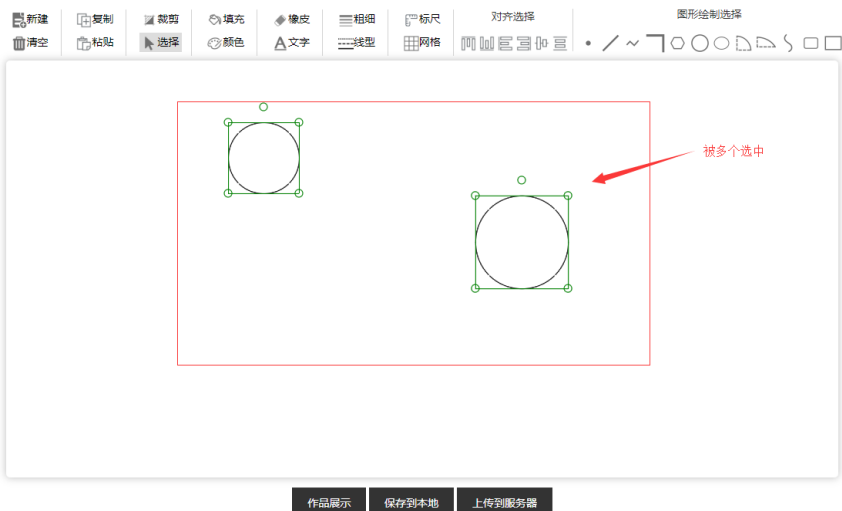 新建 复制 裁剪 填充 橡皮 粗细 标尺 对齐选择 图形绘制选择
清空 粘贴 选择 颜色 文字 线型 网格
被多个选中
作品展示 保存到本地 上传到服务器